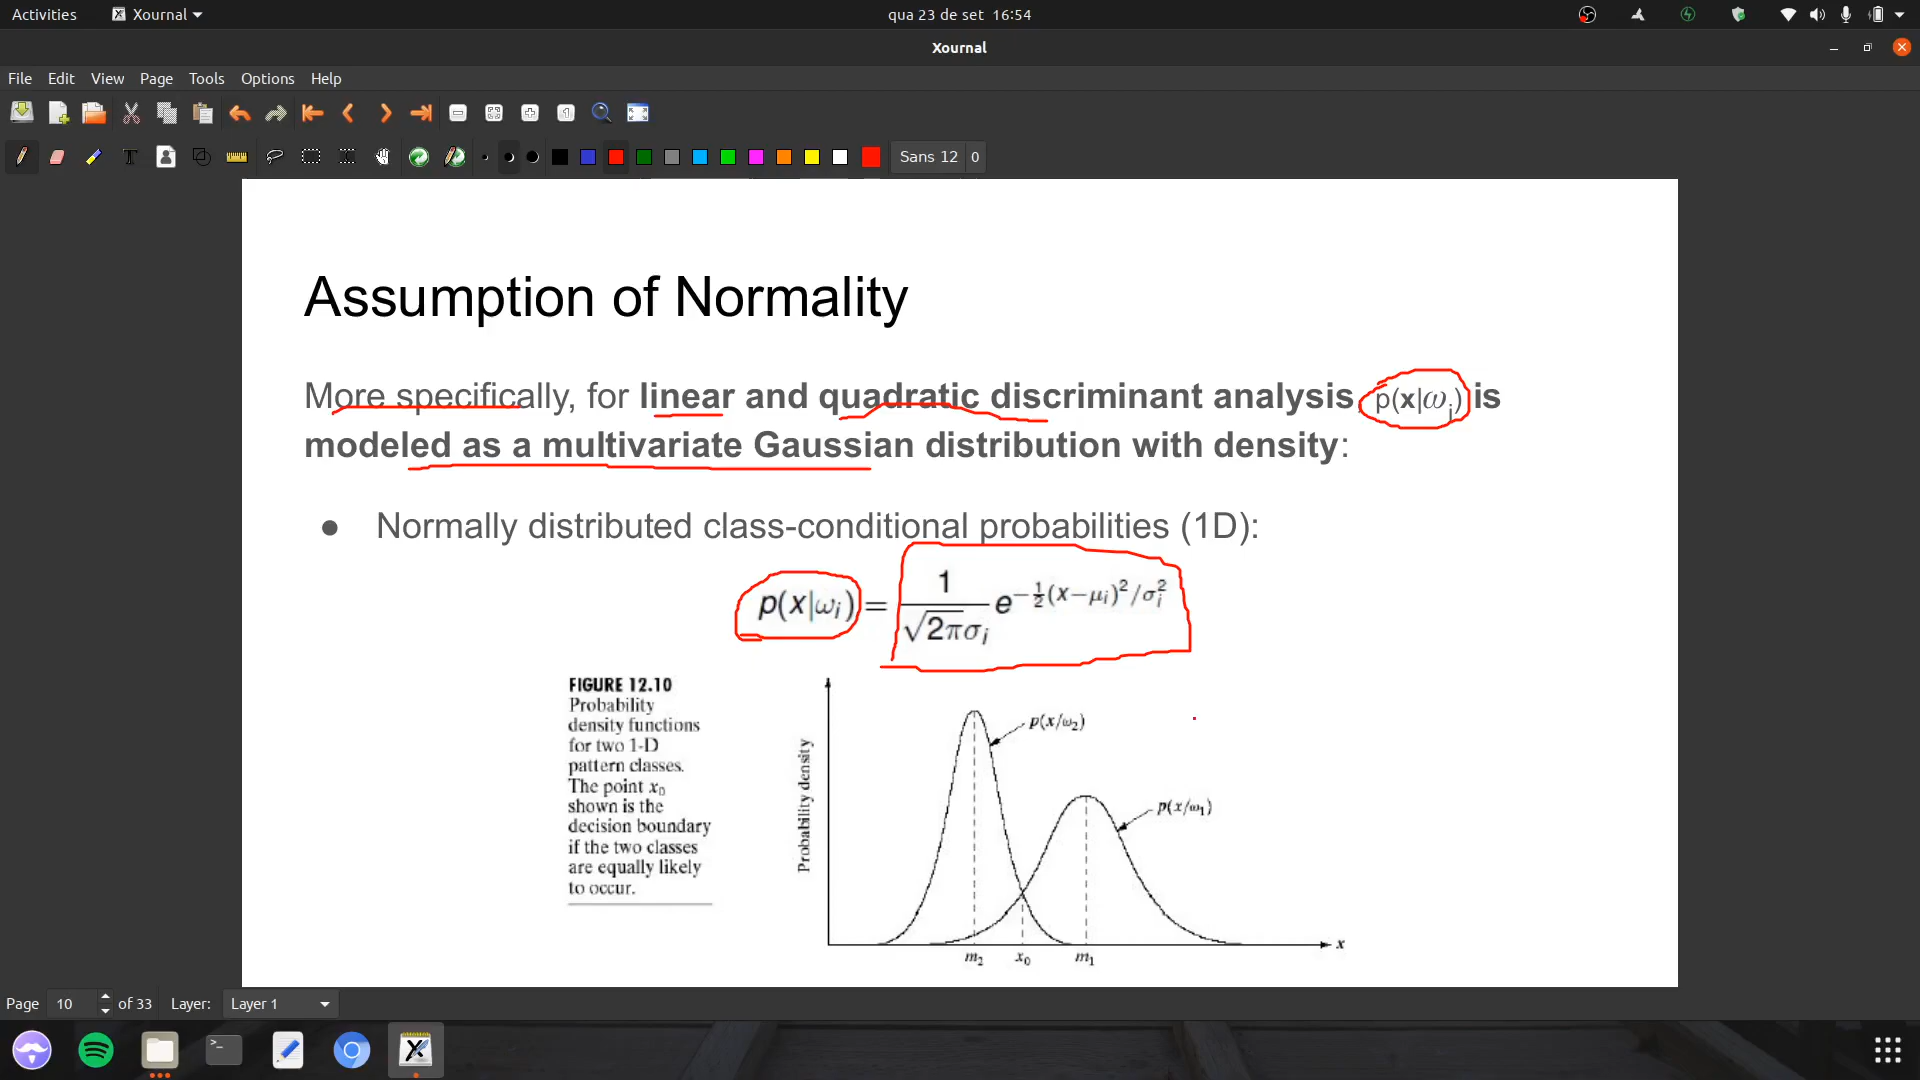 Activities Xournal qua 23 de set 16:54
Xournal
File Edit View Page Tools Options Help
Sans 12 0
Assumption of Normality
More specifically, for linear and quadratic discriminant analysis, p(x|ωj) is
modeled as a multivariate Gaussian distribution with density:
● Normally distributed class-conditional probabilities (1D):
p(x|ωi) = 1/(√2πσi) e^(−½(x−μi)²/σi²)
FIGURE 12.10
Probability
density functions
for two 1-D
pattern classes.
The point x0
shown is the
decision boundary
if the two classes
are equally likely
to occur.
Probability density
p(x/ω2)
p(x/ω1)
x
m2 x0 m1
Page 10 of 33 Layer: Layer 1